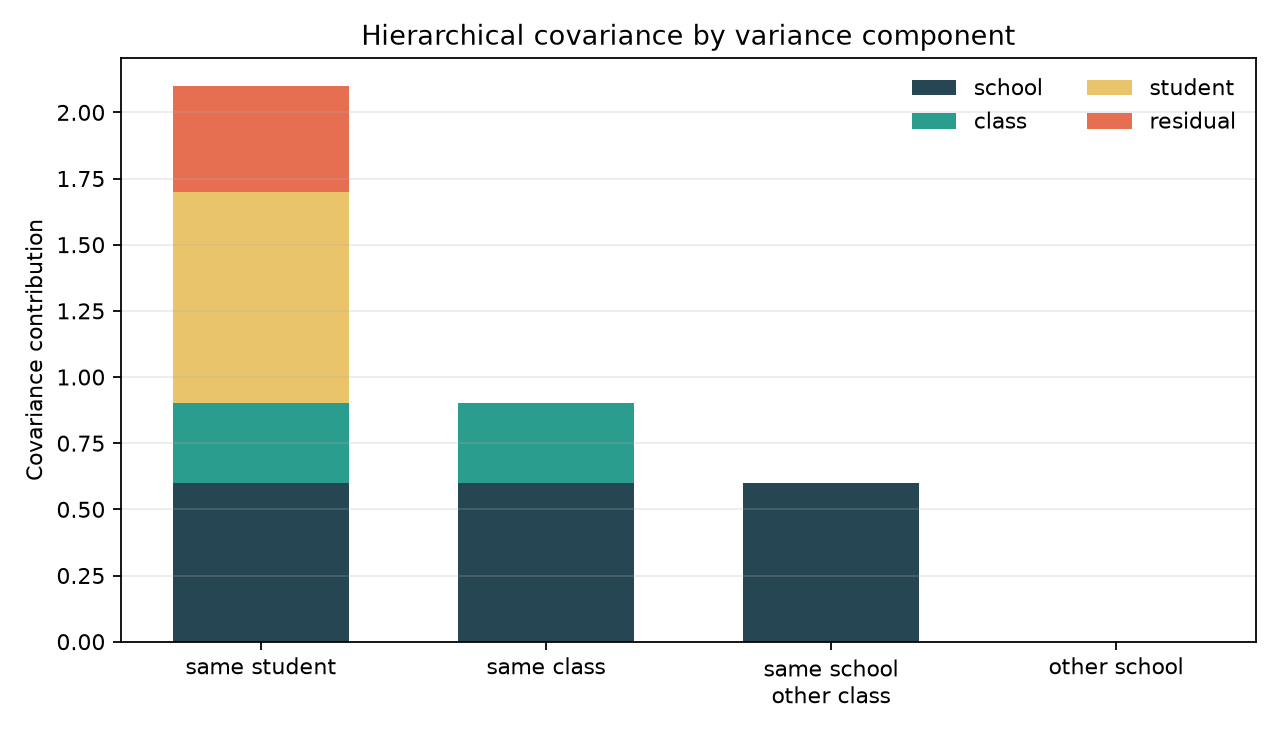 Hierarchical covariance by variance component
school
student
class
residual
Covariance contribution
2.00
1.75
1.50
1.25
1.00
0.75
0.50
0.25
0.00
same student
same class
same school
other class
other school